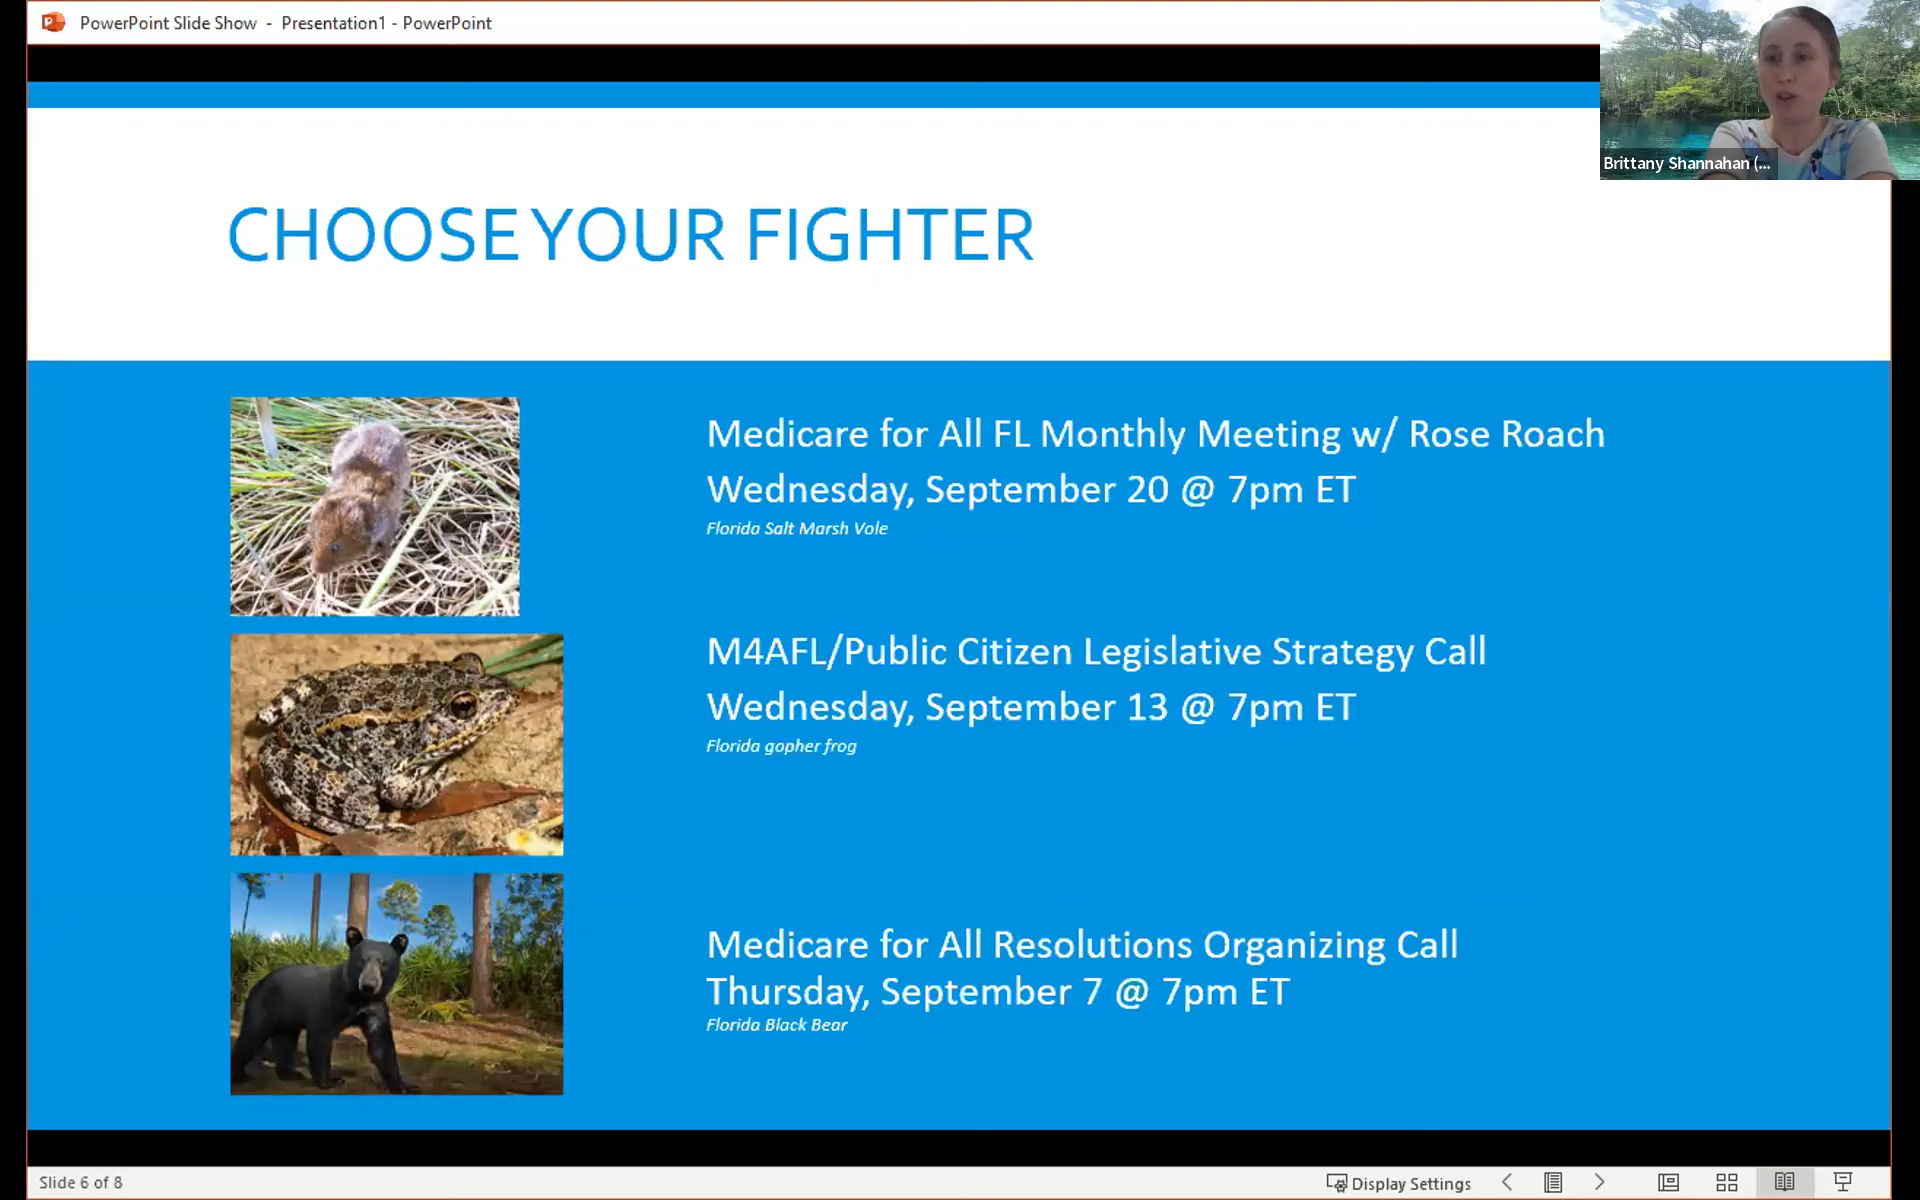 PowerPoint Slide Show - Presentation1 - PowerPoint
Brittany Shannahan (...
CHOOSE YOUR FIGHTER
Medicare for All FL Monthly Meeting w/ Rose Roach
Wednesday, September 20 @ 7pm ET
Florida Salt Marsh Vole
M4AFL/Public Citizen Legislative Strategy Call
Wednesday, September 13 @ 7pm ET
Florida gopher frog
Medicare for All Resolutions Organizing Call
Thursday, September 7 @ 7pm ET
Florida Black Bear
Slide 6 of 8
Display Settings